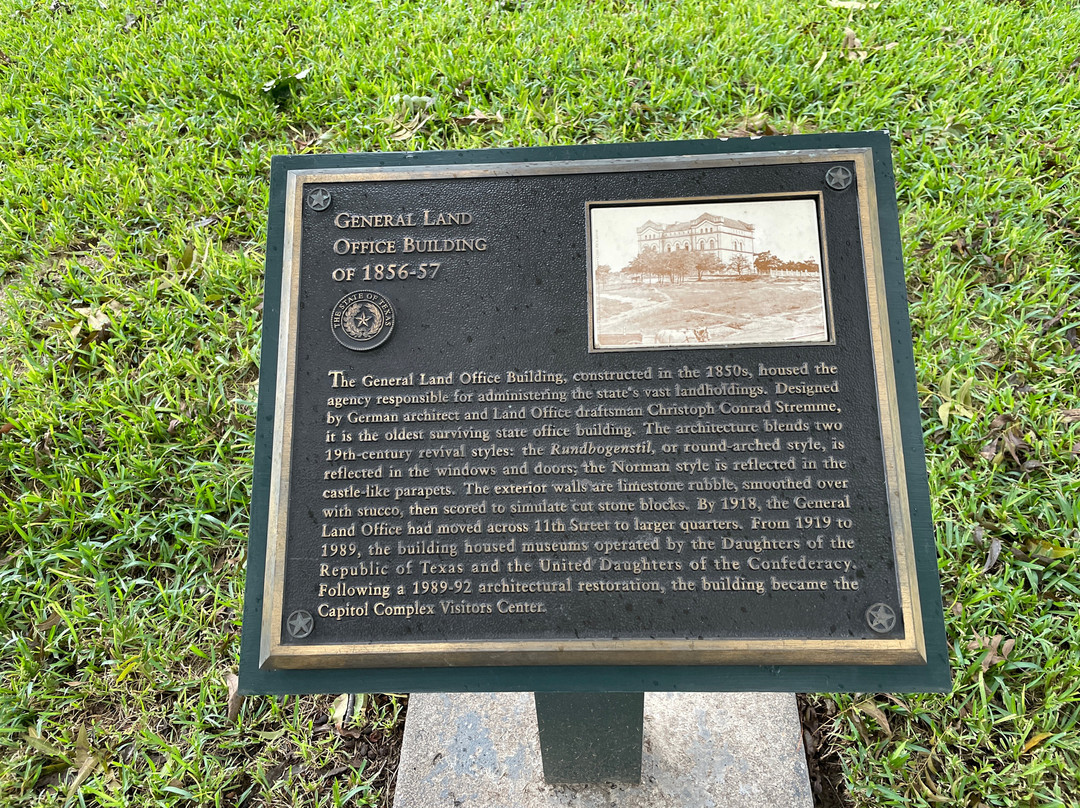 General Land
Office Building
of 1856-57
THE STATE OF TEXAS
The General Land Office Building, constructed in the 1850s, housed the
agency responsible for administering the state's vast landholdings. Designed
by German architect and Land Office draftsman Christoph Conrad Stremme,
it is the oldest surviving state office building. The architecture blends two
19th-century revival styles: the Rundbogenstil, or round-arched style, is
reflected in the windows and doors; the Norman style is reflected in the
castle-like parapets. The exterior walls are limestone rubble, smoothed over
with stucco, then scored to simulate cut stone blocks. By 1918, the General
Land Office had moved across 11th Street to larger quarters. From 1919 to
1989, the building housed museums operated by the Daughters of the
Republic of Texas and the United Daughters of the Confederacy.
Following a 1989-92 architectural restoration, the building became the
Capitol Complex Visitors Center.